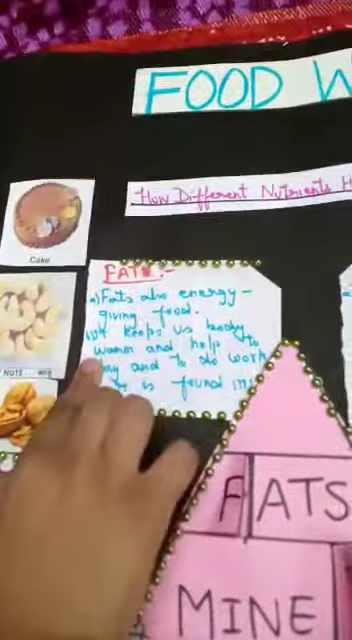 FOOD W
How Different Nutrients H
Cake
FATS :-
Fats also energy -
giving food.
It keeps us body
warm and help to
and to do work
It is found in
NUTS
FATS
MINE